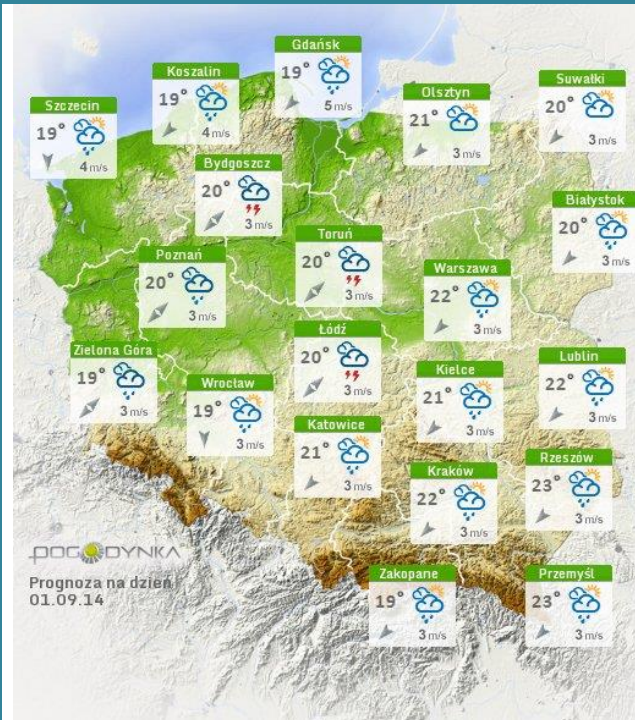 Gdańsk
19°
5 m/s
Koszalin
19°
4 m/s
Suwałki
20°
3 m/s
Olsztyn
21°
3 m/s
Szczecin
19°
4 m/s
Bydgoszcz
20°
3 m/s
Białystok
20°
3 m/s
Toruń
20°
3 m/s
Poznań
20°
3 m/s
Warszawa
22°
3 m/s
Łódź
20°
3 m/s
Zielona Góra
19°
3 m/s
Lublin
22°
3 m/s
Kielce
21°
3 m/s
Wrocław
19°
3 m/s
Katowice
21°
3 m/s
Rzeszów
23°
3 m/s
Kraków
22°
3 m/s
POGODYNKA
Prognoza na dzień
01.09.14
Zakopane
19°
3 m/s
Przemyśl
23°
3 m/s